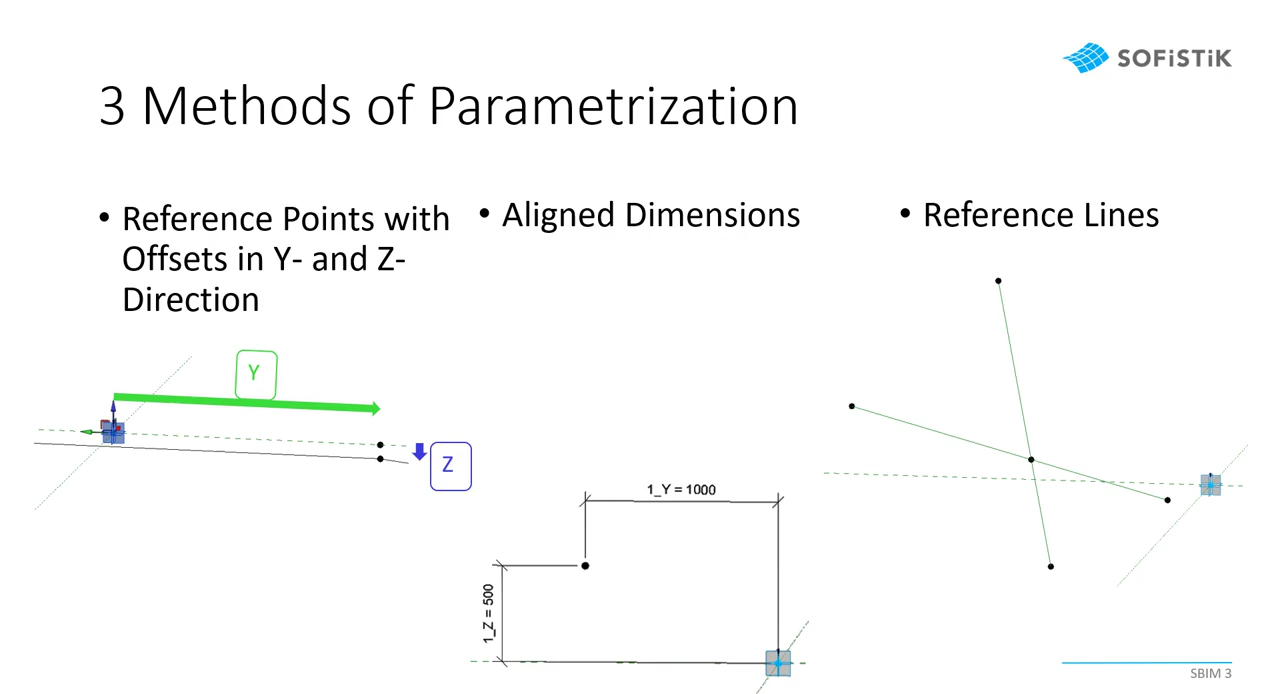 SOFiSTiK
3 Methods of Parametrization
• Reference Points with
Offsets in Y- and Z-
Direction
• Aligned Dimensions
• Reference Lines
Y
Z
1_Y = 1000
1_Z = 500
SBIM 3